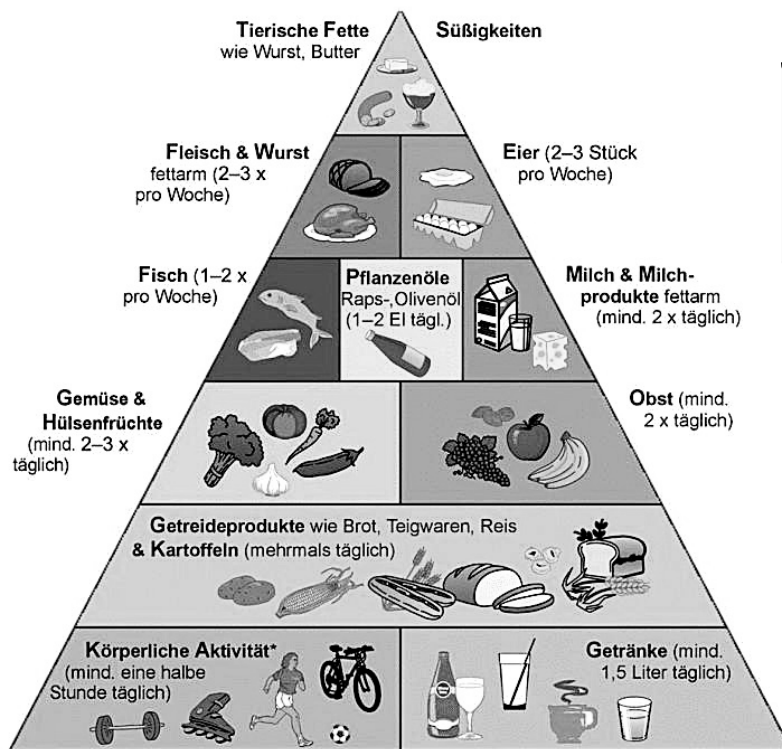 Tierische Fette
wie Wurst, Butter
Süßigkeiten
Fleisch & Wurst
fettarm (2–3 x
pro Woche)
Eier (2–3 Stück
pro Woche)
Fisch (1–2 x
pro Woche)
Pflanzenöle
Raps-,Olivenöl
(1–2 El tägl.)
Milch & Milch-
produkte fettarm
(mind. 2 x täglich)
Gemüse &
Hülsenfrüchte
(mind. 2–3 x
täglich)
Obst (mind.
2 x täglich)
Getreideprodukte wie Brot, Teigwaren, Reis
& Kartoffeln (mehrmals täglich)
Körperliche Aktivität*
(mind. eine halbe
Stunde täglich)
Getränke (mind.
1,5 Liter täglich)